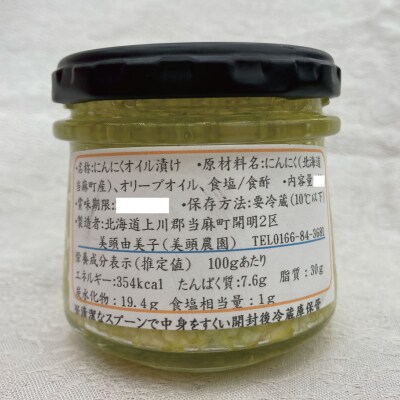 ・名称:にんにくオイル漬け ・原材料名:にんにく(北海道
当麻町産)、オリーブオイル、食塩/食酢 ・内容量
・賞味期限: ・保存方法:要冷蔵(10℃以下)
・製造者:北海道上川郡当麻町開明2区
美頭由美子(美頭農園) TEL0166-84-3681
栄養成分表示(推定値) 100gあたり
エネルギー:354kcal たんぱく質:7.6g 脂質:30g
炭水化物:19.4g 食塩相当量:1g
※清潔なスプーンで中身をすくい開封後冷蔵庫保管